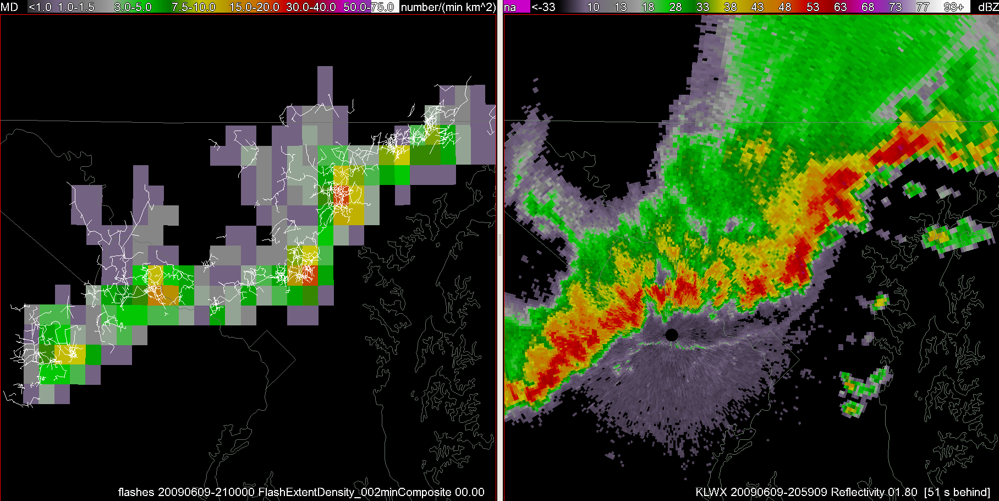 MD <1.0 1.0-1.5 3.0-5.0 7.5-10.0 15.0-20.0 30.0-40.0 50.0-75.0 number/(min km^2)
na <-33 10 13 18 28 33 38 43 48 53 63 68 73 77 93+ dBZ
flashes 20090609-210000 FlashExtentDensity_002minComposite 00.00
KLWX 20090609-205909 Reflectivity 01.80 [51 s behind]